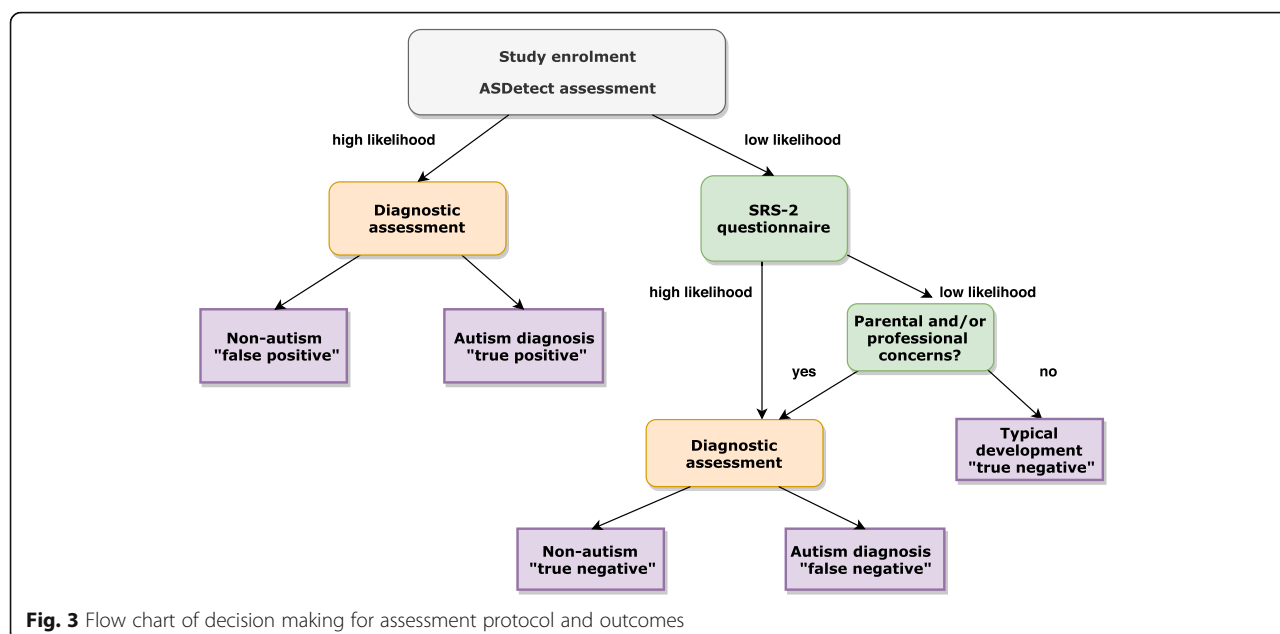 Study enrolment
ASDetect assessment
high likelihood
low likelihood
Diagnostic
assessment
SRS-2
questionnaire
high likelihood
low likelihood
Non-autism
"false positive"
Autism diagnosis
"true positive"
Parental and/or
professional
concerns?
yes
no
Diagnostic
assessment
Typical
development
"true negative"
Non-autism
"true negative"
Autism diagnosis
"false negative"
Fig. 3 Flow chart of decision making for assessment protocol and outcomes